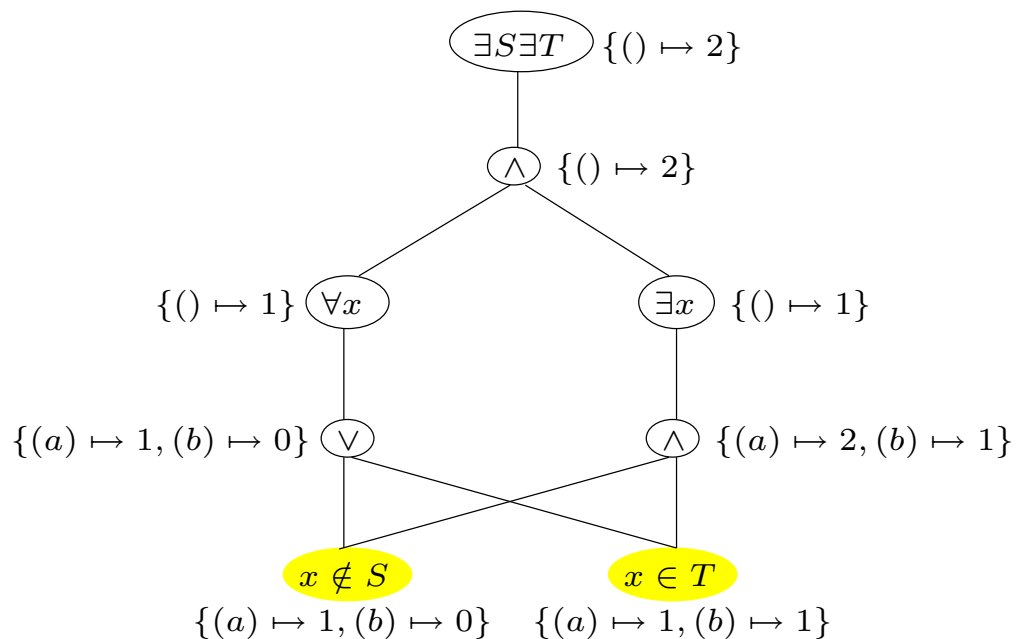 ∃S∃T {() ↦ 2}
∧ {() ↦ 2}
{() ↦ 1} ∀x ∃x {() ↦ 1}
{(a) ↦ 1, (b) ↦ 0} ∨ ∧ {(a) ↦ 2, (b) ↦ 1}
x ∉ S x ∈ T
{(a) ↦ 1, (b) ↦ 0} {(a) ↦ 1, (b) ↦ 1}